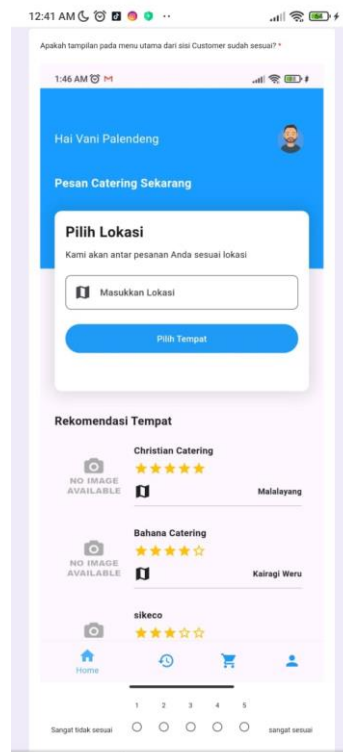 12:41 AM
Apakah tampilan pada menu utama dari sisi Customer sudah sesuai? *
1:46 AM
Hai Vani Palendeng
Pesan Catering Sekarang
Pilih Lokasi
Kami akan antar pesanan Anda sesuai lokasi
Masukkan Lokasi
Pilih Tempat
Rekomendasi Tempat
Christian Catering
NO IMAGE
AVAILABLE
Malalayang
Bahana Catering
NO IMAGE
AVAILABLE
Kairagi Weru
sikeco
Home
1 2 3 4 5
Sangat tidak sesuai
sangat sesuai